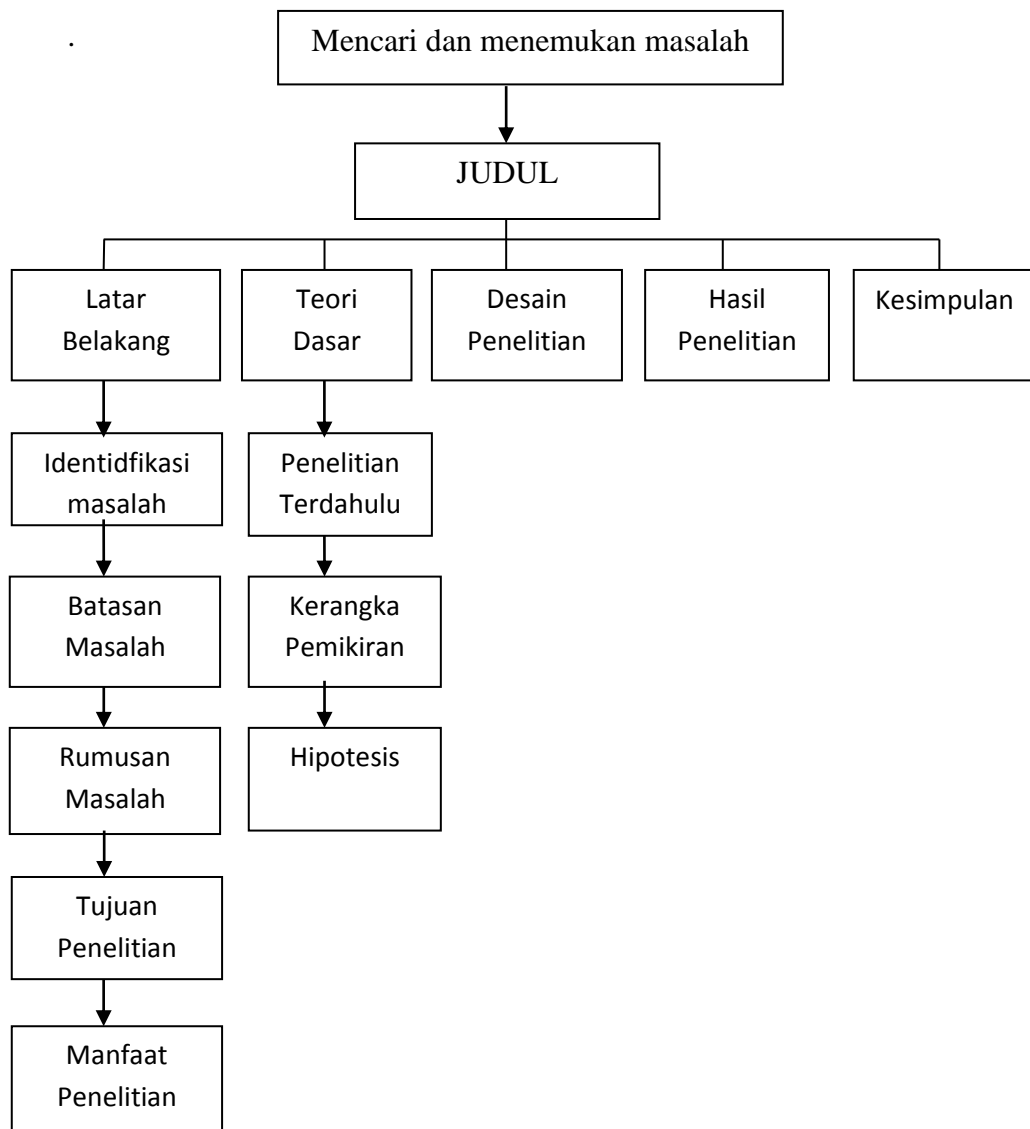 .
Mencari dan menemukan masalah
JUDUL
Latar
Belakang
Teori
Dasar
Desain
Penelitian
Hasil
Penelitian
Kesimpulan
Identidfikasi
masalah
Penelitian
Terdahulu
Batasan
Masalah
Kerangka
Pemikiran
Rumusan
Masalah
Hipotesis
Tujuan
Penelitian
Manfaat
Penelitian